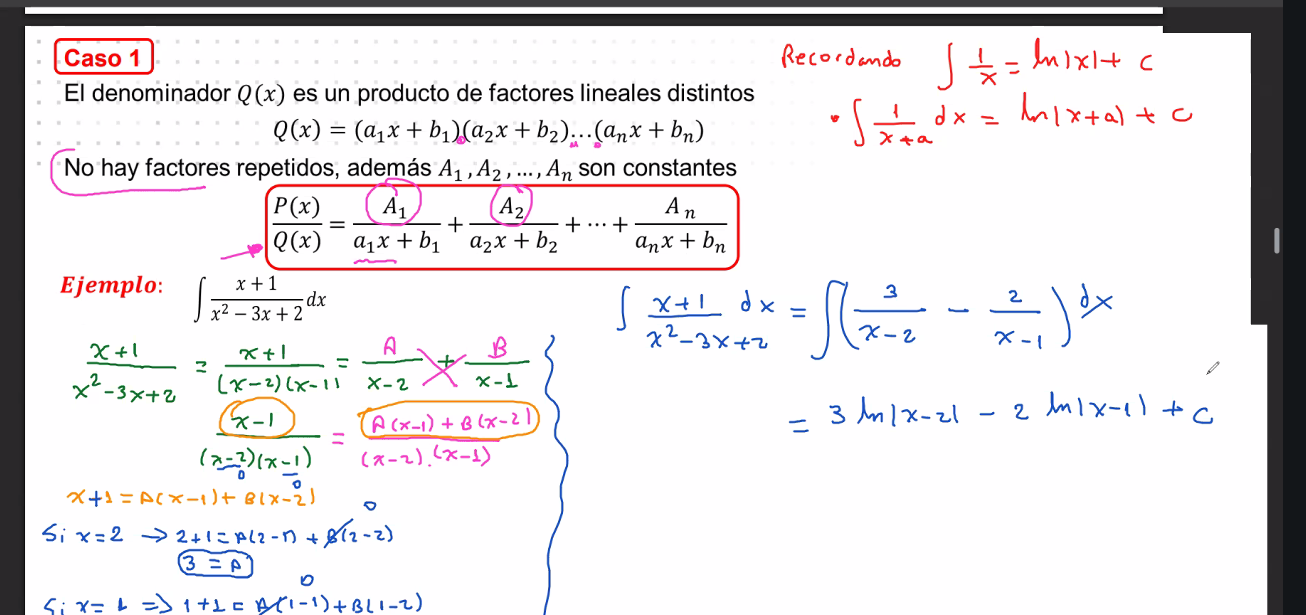 Caso 1
El denominador Q(x) es un producto de factores lineales distintos
Q(x) = (a₁x + b₁)(a₂x + b₂)…(aₙx + bₙ)
No hay factores repetidos, además A₁, A₂, …, Aₙ son constantes
P(x)/Q(x) = A₁/(a₁x + b₁) + A₂/(a₂x + b₂) + ⋯ + Aₙ/(aₙx + bₙ)
Ejemplo: ∫ (x + 1)/(x² − 3x + 2) dx
(x+1)/(x²-3x+2) = (x+1)/((x-2)(x-1)) = A/(x-2) + B/(x-1)
(x-1)/((x-2)(x-1)) = (A(x-1) + B(x-2))/((x-2).(x-1))
0 0
x+1 = A(x-1) + B(x-2)
0
Si x=2 → 2+1 = A(2-1) + B(2-2)
3 = A
0
Si x=1 => 1+1 = A(1-1) + B(1-2)
Recordando ∫ 1/x = ln|x| + c
• ∫ 1/(x+a) dx = ln|x+a| + c
∫ (x+1)/(x²-3x+2) dx = ∫ (3/(x-2) - 2/(x-1)) dx
= 3 ln|x-2| - 2 ln|x-1| + c